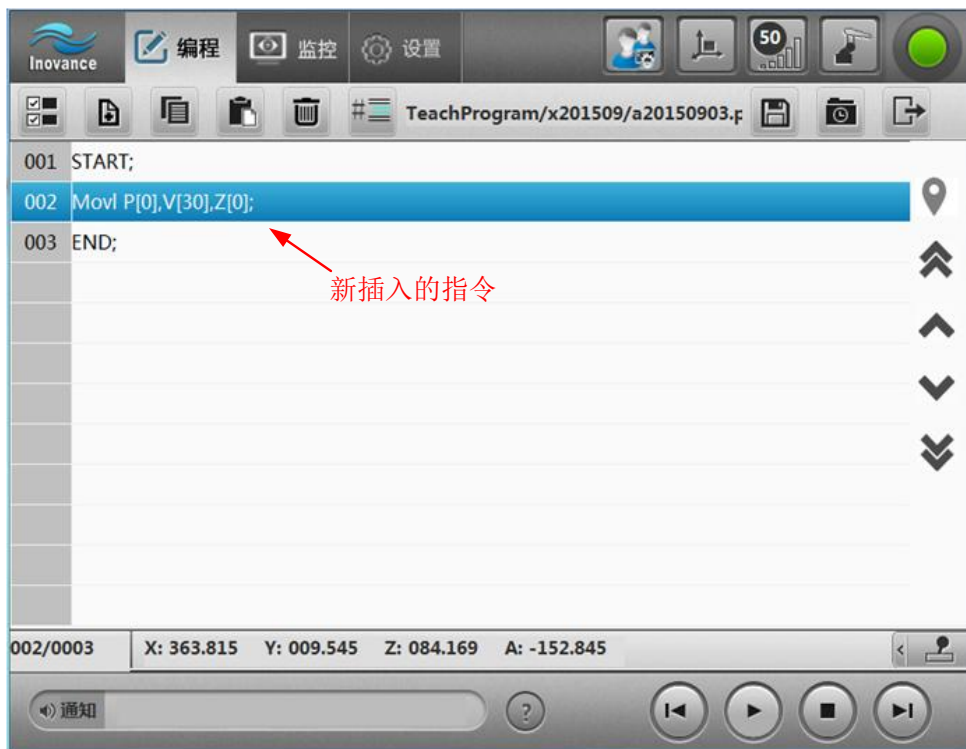 Inovance 编程 监控 设置 50
# TeachProgram/x201509/a20150903.p
001 START;
002 Movl P[0],V[30],Z[0];
003 END;
新插入的指令
002/0003 X: 363.815 Y: 009.545 Z: 084.169 A: -152.845 <
通知 ?